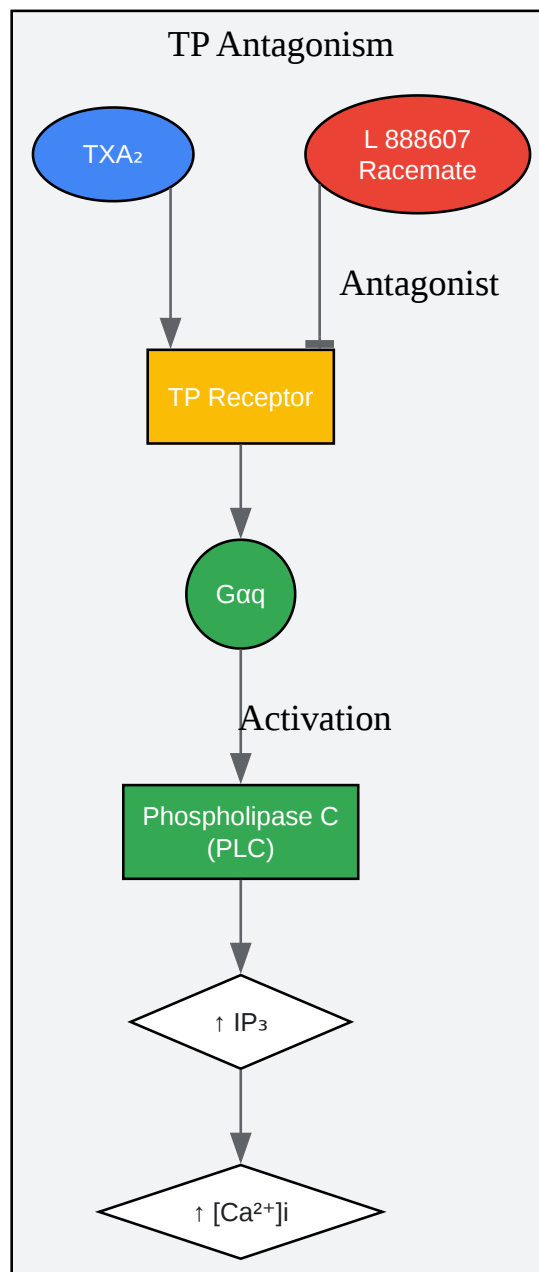 TP Antagonism
TXA₂
L 888607
Racemate
Antagonist
TP Receptor
Gαq
Activation
Phospholipase C
(PLC)
↑ IP₃
↑ [Ca²⁺]i